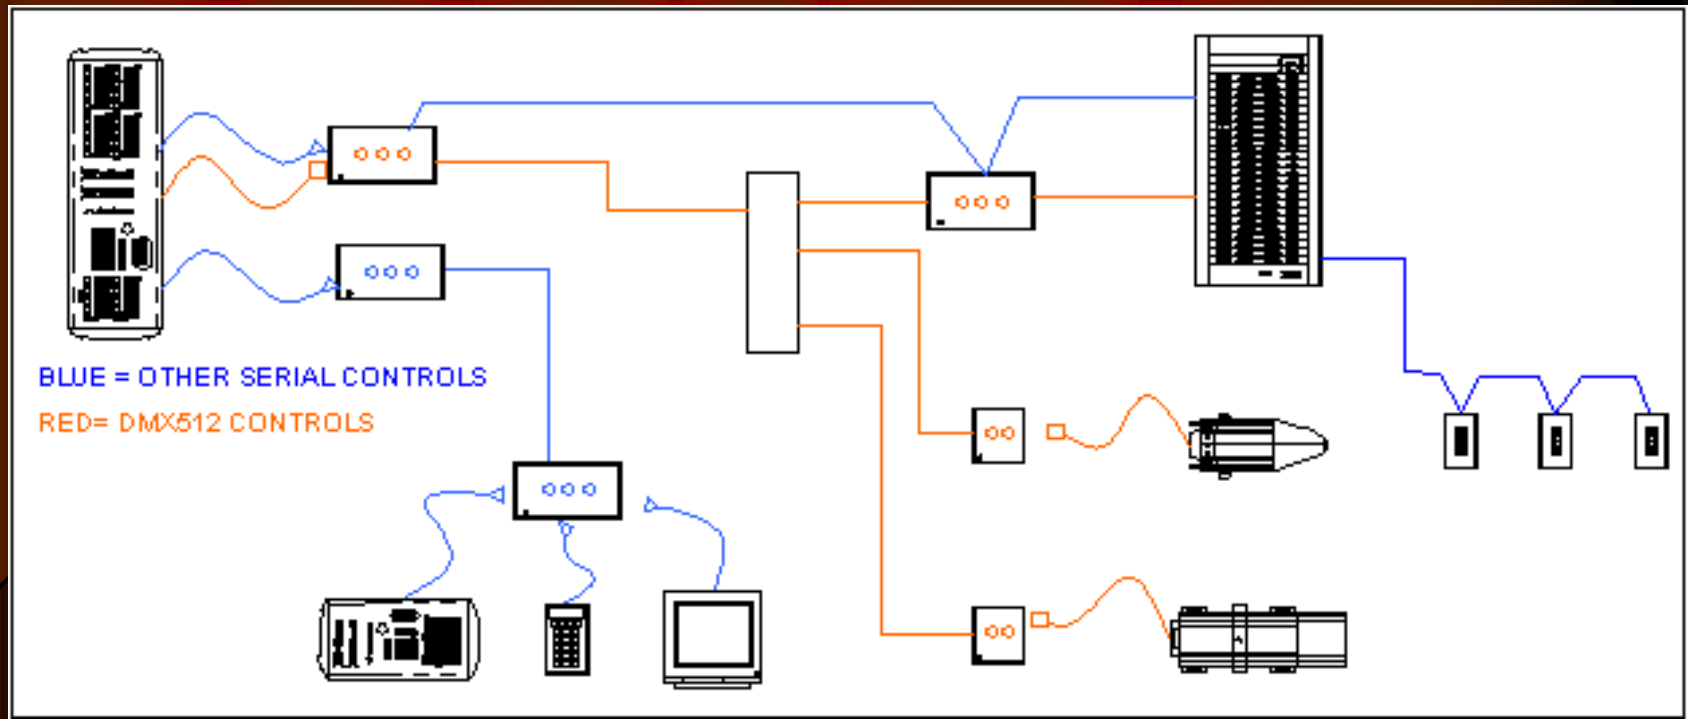 BLUE = OTHER SERIAL CONTROLS
RED= DMX512 CONTROLS